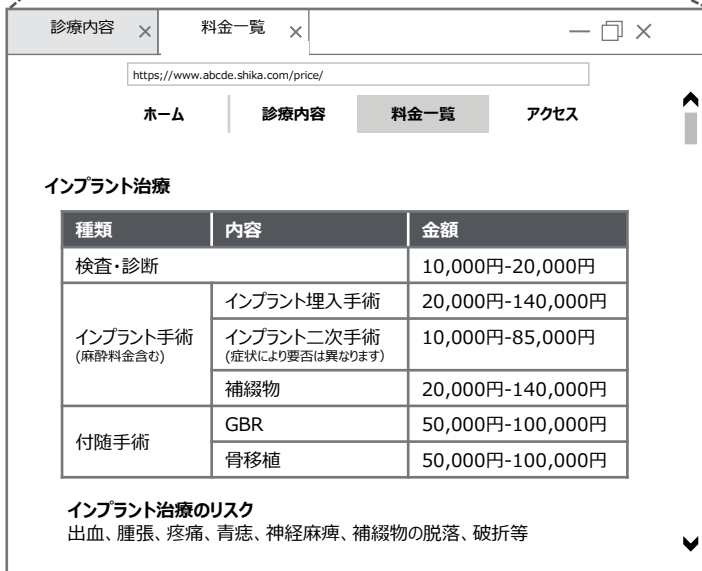 診療内容 × 料金一覧 ×
https;//www.abcde.shika.com/price/
ホーム 診療内容 料金一覧 アクセス
インプラント治療
種類 内容 金額
検査・診断 10,000円-20,000円
インプラント手術
(麻酔料金含む)
インプラント埋入手術 20,000円-140,000円
インプラント二次手術 10,000円-85,000円
(症状により要否は異なります)
補綴物 20,000円-140,000円
付随手術
GBR 50,000円-100,000円
骨移植 50,000円-100,000円
インプラント治療のリスク
出血、腫張、疼痛、青痣、神経麻痺、補綴物の脱落、破折等